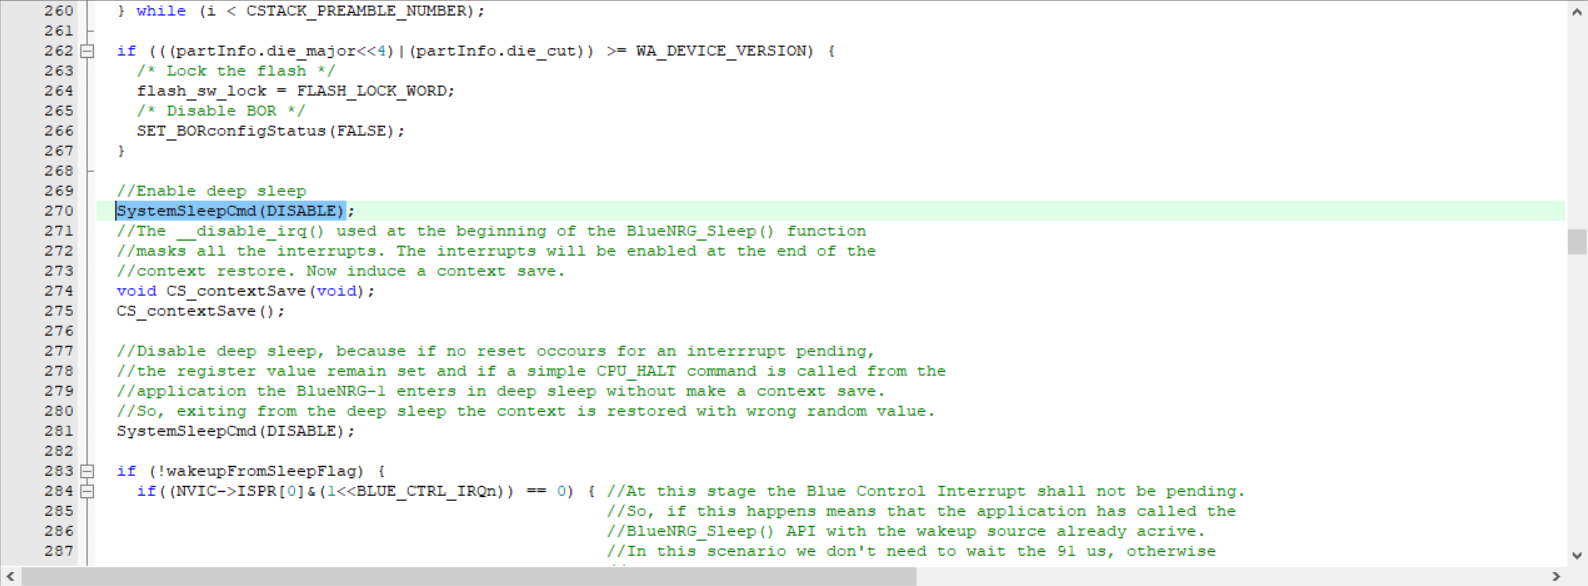 260 } while (i < CSTACK_PREAMBLE_NUMBER);
261
262 if (((partInfo.die_major<<4)|(partInfo.die_cut)) >= WA_DEVICE_VERSION) {
263 /* Lock the flash */
264 flash_sw_lock = FLASH_LOCK_WORD;
265 /* Disable BOR */
266 SET_BORconfigStatus(FALSE);
267 }
268
269 //Enable deep sleep
270 SystemSleepCmd(DISABLE);
271 //The __disable_irq() used at the beginning of the BlueNRG_Sleep() function
272 //masks all the interrupts. The interrupts will be enabled at the end of the
273 //context restore. Now induce a context save.
274 void CS_contextSave(void);
275 CS_contextSave();
276
277 //Disable deep sleep, because if no reset occours for an interrrupt pending,
278 //the register value remain set and if a simple CPU_HALT command is called from the
279 //application the BlueNRG-1 enters in deep sleep without make a context save.
280 //So, exiting from the deep sleep the context is restored with wrong random value.
281 SystemSleepCmd(DISABLE);
282
283 if (!wakeupFromSleepFlag) {
284 if((NVIC->ISPR[0]&(1<<BLUE_CTRL_IRQn)) == 0) { //At this stage the Blue Control Interrupt shall not be pending.
285 //So, if this happens means that the application has called the
286 //BlueNRG_Sleep() API with the wakeup source already acrive.
287 //In this scenario we don't need to wait the 91 us, otherwise